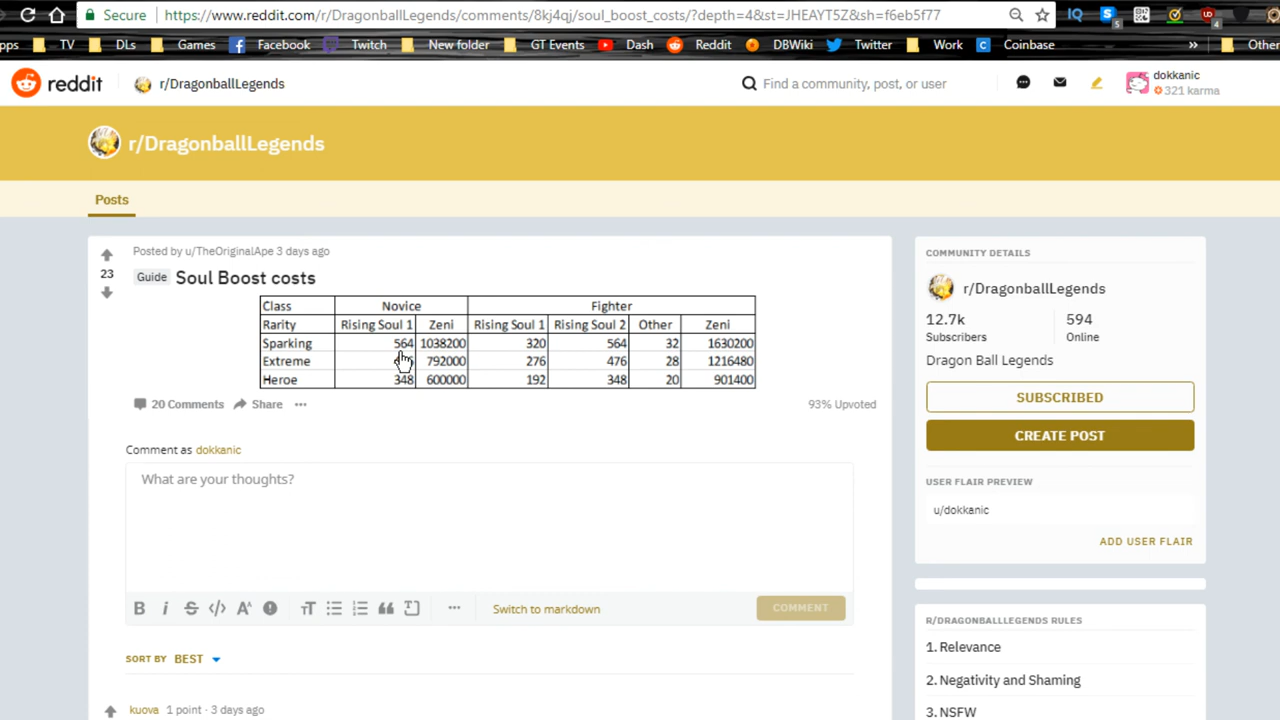 Secure https://www.reddit.com/r/DragonballLegends/comments/8kj4qj/soul_boost_costs/?depth=4&st=JHEAYT5Z&sh=f6eb5f77 IQ 5 4
pps TV DLs Games Facebook Twitch New folder GT Events Dash Reddit DBWiki Twitter Work Coinbase » Other
reddit r/DragonballLegends Find a community, post, or user dokkanic
321 karma
r/DragonballLegends
Posts
Posted by u/TheOriginalApe 3 days ago
23
Guide Soul Boost costs
Class Novice Fighter
Rarity Rising Soul 1 Zeni Rising Soul 1 Rising Soul 2 Other Zeni
Sparking 564 1038200 320 564 32 1630200
Extreme 792000 276 476 28 1216480
Heroe 348 600000 192 348 20 901400
20 Comments Share ••• 93% Upvoted
Comment as dokkanic
What are your thoughts?
B i S </> A T Switch to markdown COMMENT
SORT BY BEST
kuova 1 point · 3 days ago
COMMUNITY DETAILS
r/DragonballLegends
12.7k 594
Subscribers Online
Dragon Ball Legends
SUBSCRIBED
CREATE POST
USER FLAIR PREVIEW
u/dokkanic
ADD USER FLAIR
R/DRAGONBALLLEGENDS RULES
1. Relevance
2. Negativity and Shaming
3. NSFW